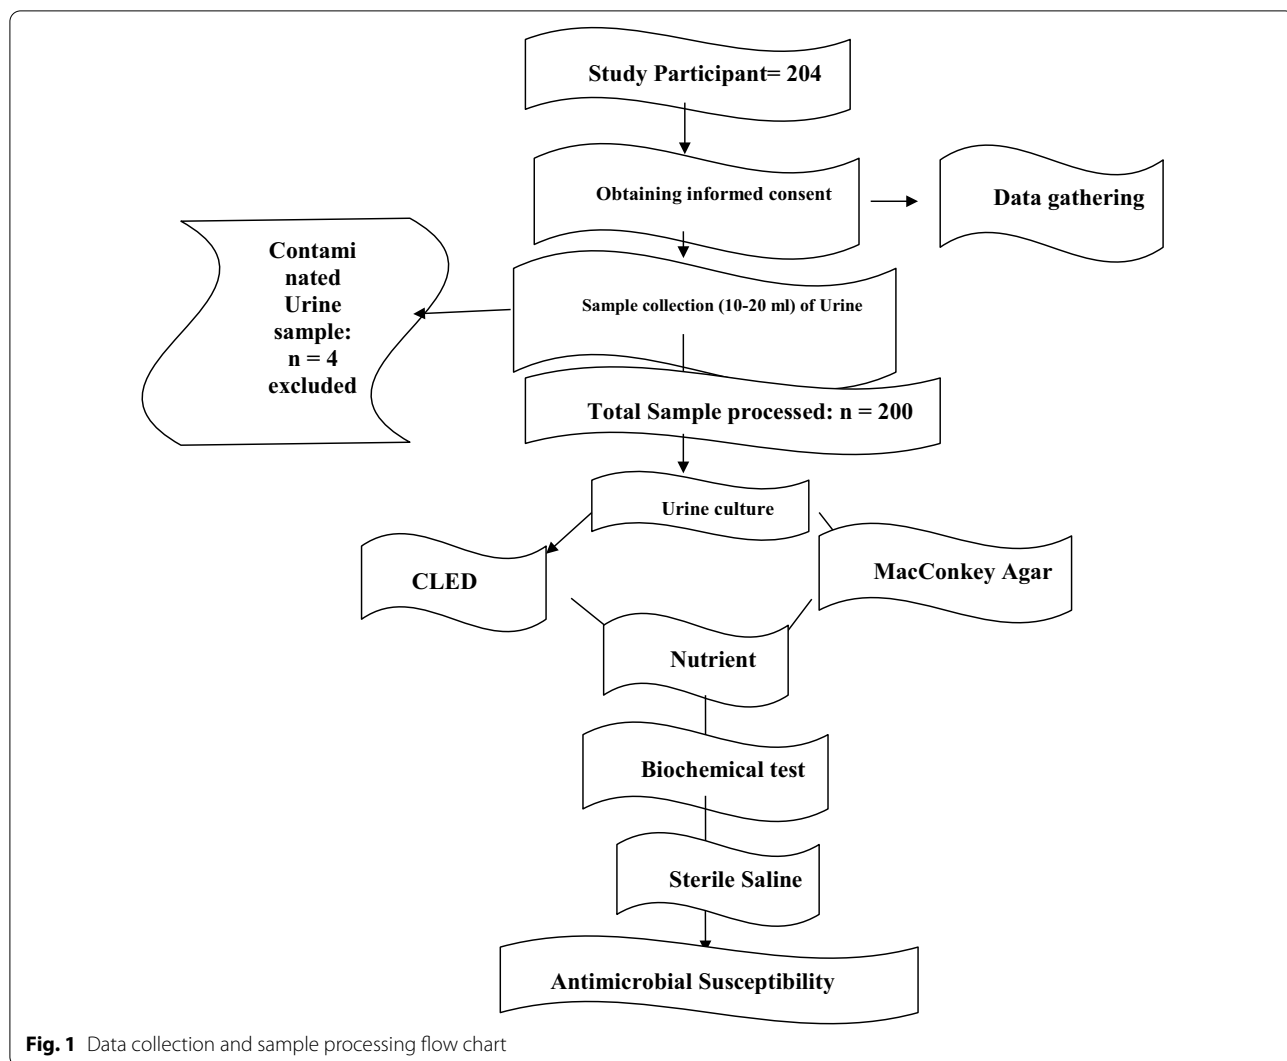 Study Participant= 204
Obtaining informed consent
Data gathering
Contami
nated
Urine
sample:
n = 4
excluded
Sample collection (10-20 ml) of Urine
Total Sample processed: n = 200
Urine culture
CLED
MacConkey Agar
Nutrient
Biochemical test
Sterile Saline
Antimicrobial Susceptibility
Fig. 1 Data collection and sample processing flow chart